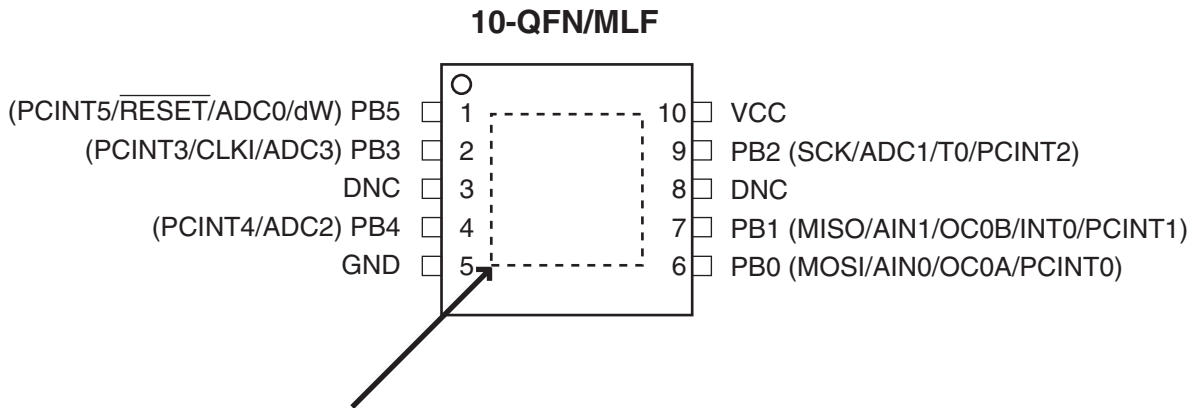 10-QFN/MLF
(PCINT5/RESET/ADC0/dW) PB5 1 10 VCC
(PCINT3/CLKI/ADC3) PB3 2 9 PB2 (SCK/ADC1/T0/PCINT2)
DNC 3 8 DNC
(PCINT4/ADC2) PB4 4 7 PB1 (MISO/AIN1/OC0B/INT0/PCINT1)
GND 5 6 PB0 (MOSI/AIN0/OC0A/PCINT0)